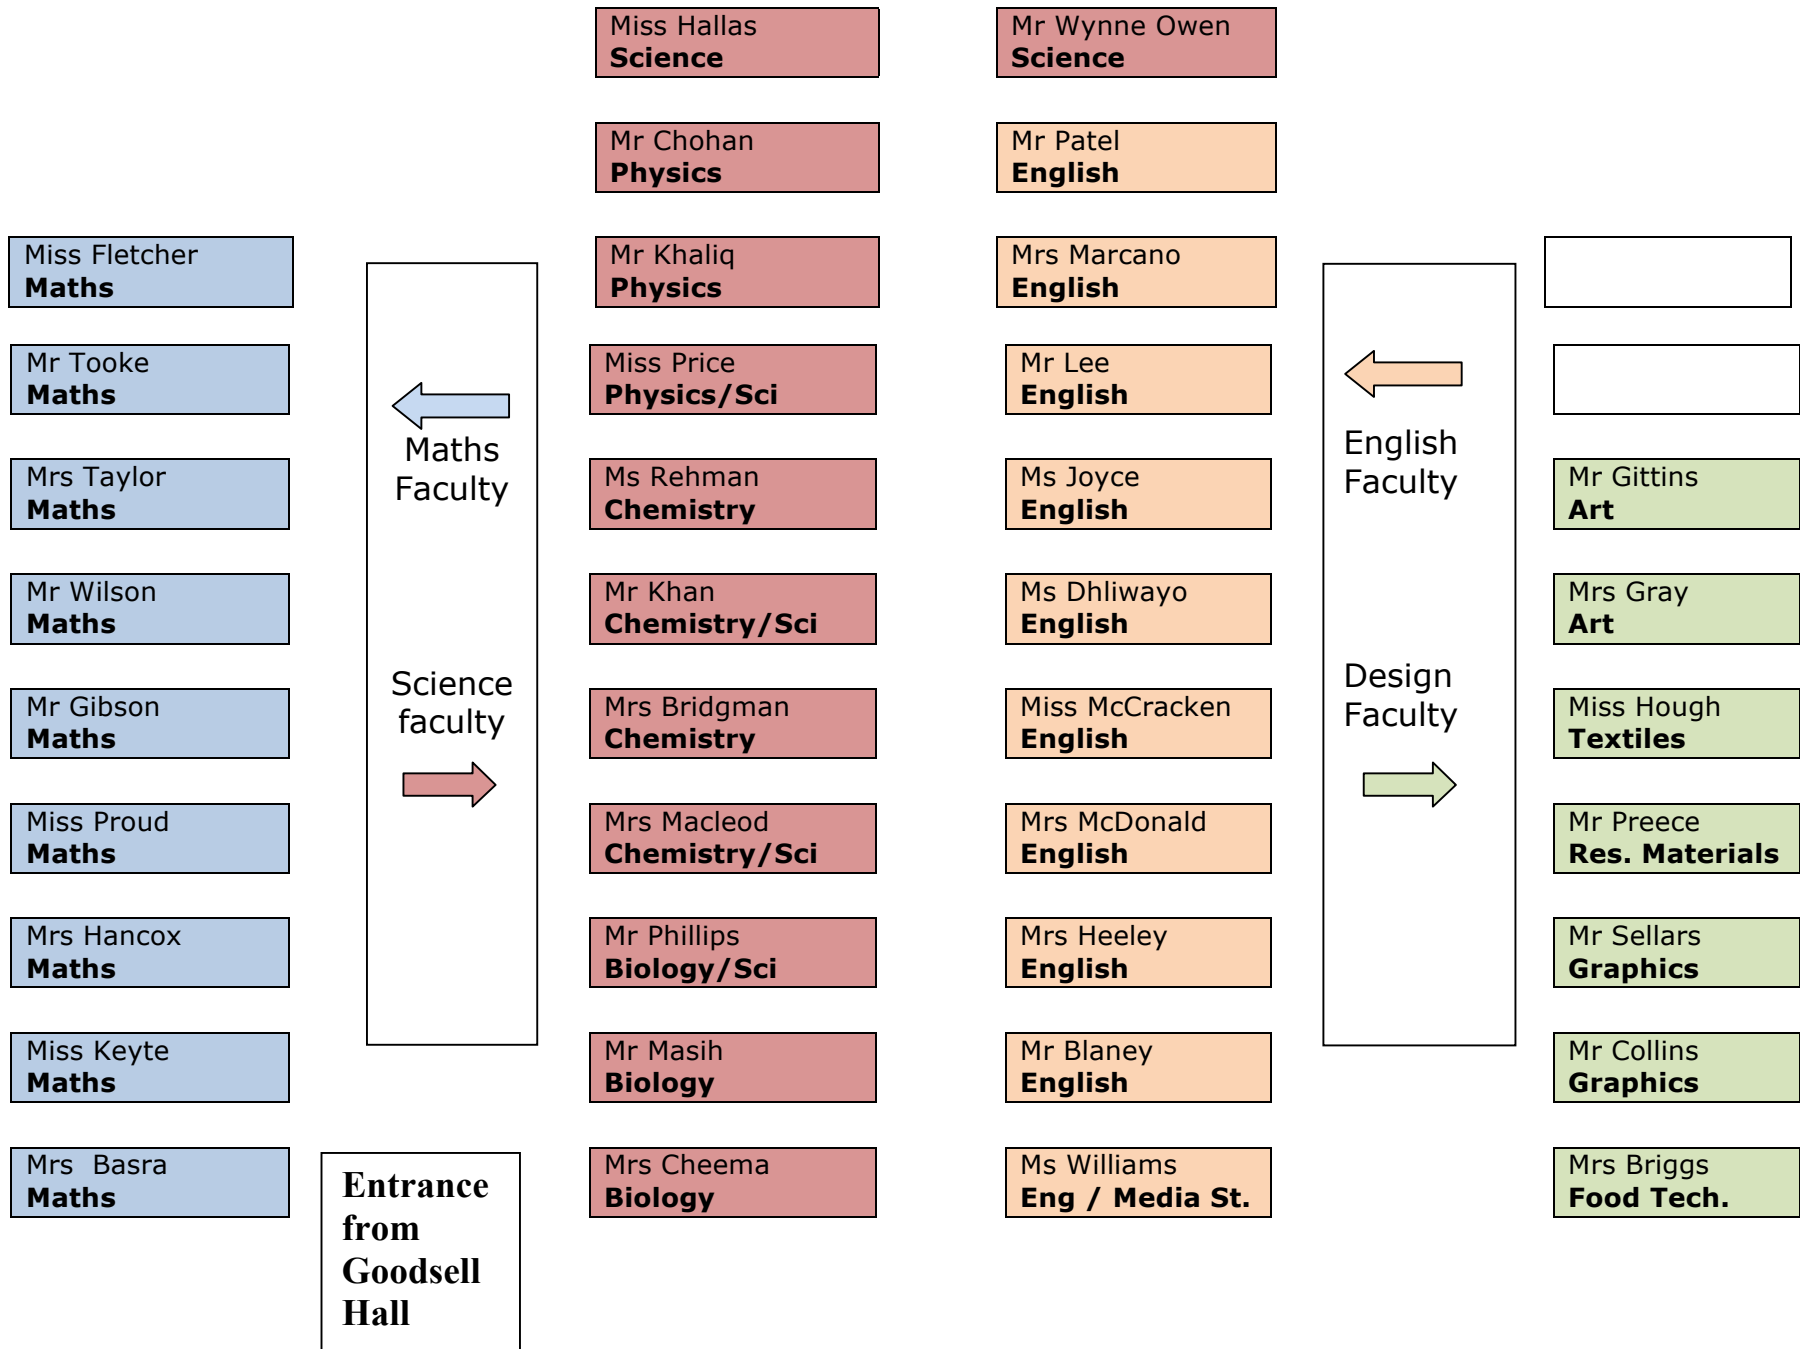 Miss Hallas
Science
Mr Wynne Owen
Science
Mr Chohan
Physics
Mr Patel
English
Miss Fletcher
Maths
Mr Khaliq
Physics
Mrs Marcano
English
Mr Tooke
Maths
Miss Price
Physics/Sci
Mr Lee
English
Maths
Faculty
English
Faculty
Mrs Taylor
Maths
Ms Rehman
Chemistry
Ms Joyce
English
Mr Gittins
Art
Mr Wilson
Maths
Mr Khan
Chemistry/Sci
Ms Dhliwayo
English
Mrs Gray
Art
Science
faculty
Design
Faculty
Mr Gibson
Maths
Mrs Bridgman
Chemistry
Miss McCracken
English
Miss Hough
Textiles
Miss Proud
Maths
Mrs Macleod
Chemistry/Sci
Mrs McDonald
English
Mr Preece
Res. Materials
Mrs Hancox
Maths
Mr Phillips
Biology/Sci
Mrs Heeley
English
Mr Sellars
Graphics
Miss Keyte
Maths
Mr Masih
Biology
Mr Blaney
English
Mr Collins
Graphics
Mrs  Basra
Maths
Entrance
from
Goodsell
Hall
Mrs Cheema
Biology
Ms Williams
Eng / Media St.
Mrs Briggs
Food Tech.